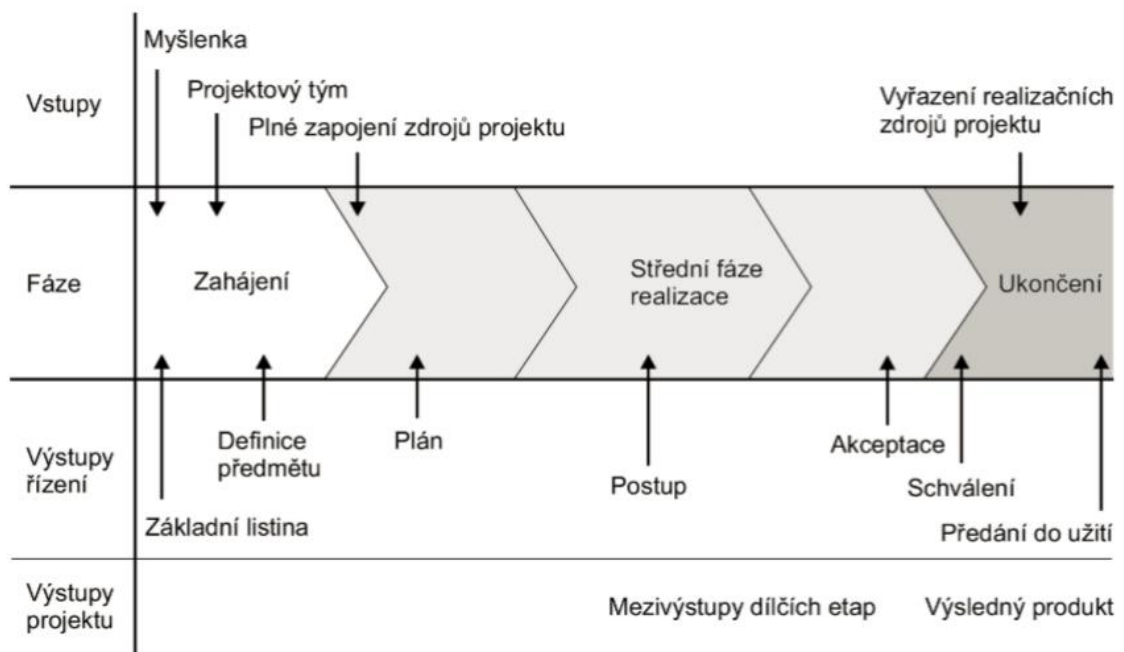 Myšlenka
Vstupy
Projektový tým
Plné zapojení zdrojů projektu
Vyřazení realizačních
zdrojů projektu
Fáze
Zahájení
Střední fáze
realizace
Ukončení
Výstupy
řízení
Základní listina
Definice
předmětu
Plán
Postup
Akceptace
Schválení
Předání do užití
Výstupy
projektu
Mezivýstupy dílčích etap
Výsledný produkt